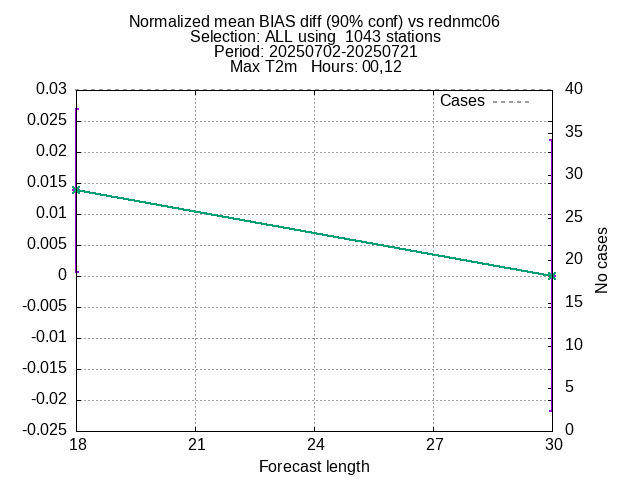 Normalized mean BIAS diff (90% conf) vs rednmc06
Selection: ALL using  1043 stations
Period: 20250702-20250721
Max T2m   Hours: 00,12
Cases
0.03
0.025
0.02
0.015
0.01
0.005
0
-0.005
-0.01
-0.015
-0.02
-0.025
40
35
30
25
20
15
10
5
0
No cases
18 21 24 27 30
Forecast length